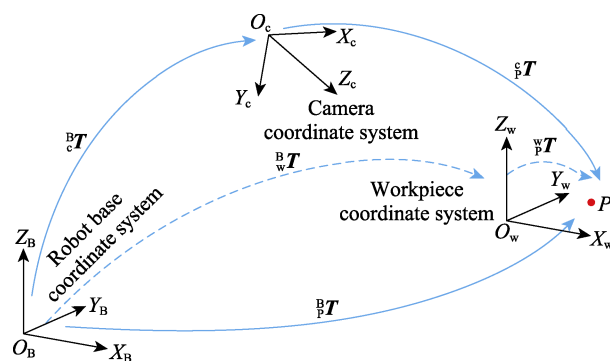 O_c
X_c
Y_c
Z_c
Camera
coordinate system
^c_P T
^B_c T
^B_w T
Z_w
^w_P T
Y_w
P
Workpiece
coordinate system
O_w
X_w
Robot base
coordinate system
Z_B
Y_B
^B_P T
O_B
X_B